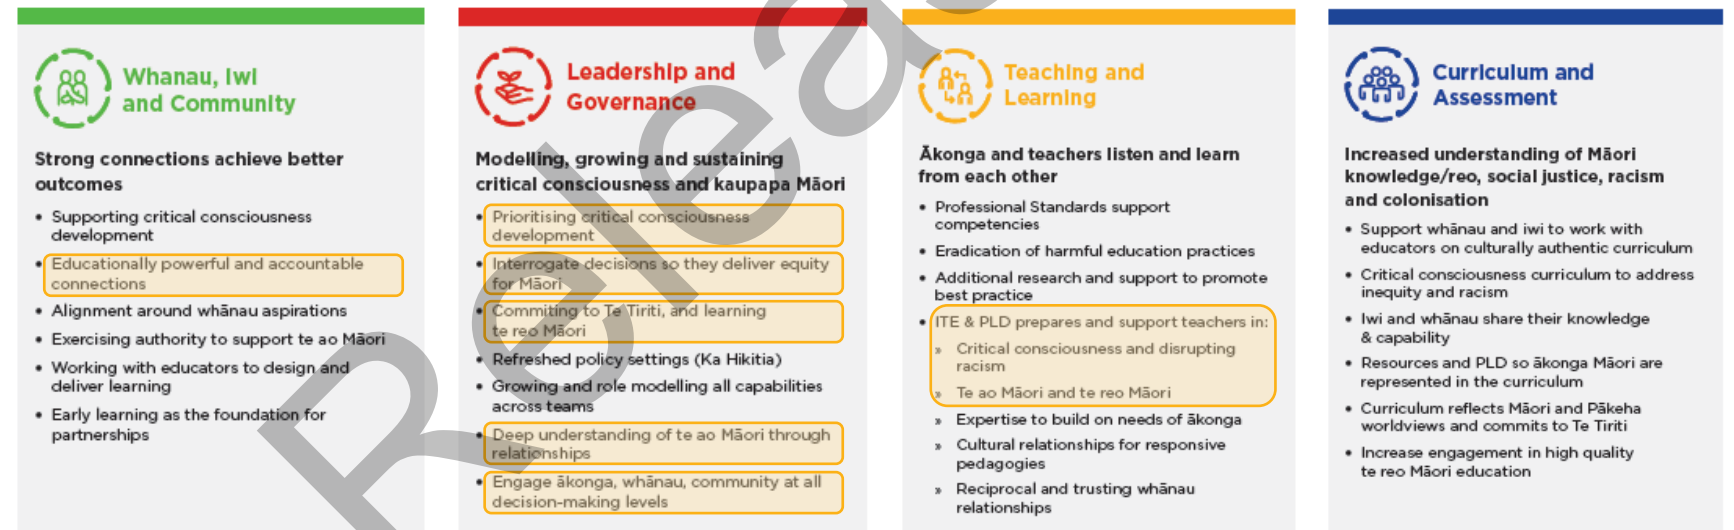 Whanau, Iwi
and Community
Strong connections achieve better
outcomes
• Supporting critical consciousness
development
• Educationally powerful and accountable
connections
• Alignment around whānau aspirations
• Exercising authority to support te ao Māori
• Working with educators to design and
deliver learning
• Early learning as the foundation for
partnerships
Leadership and
Governance
Modelling, growing and sustaining
critical consciousness and kaupapa Māori
• Prioritising critical consciousness
development
• Interrogate decisions so they deliver equity
for Māori
• Commiting to Te Tiriti, and learning
te reo Māori
• Refreshed policy settings (Ka Hikitia)
• Growing and role modelling all capabilities
across teams
• Deep understanding of te ao Māori through
relationships
• Engage ākonga, whānau, community at all
decision-making levels
Teaching and
Learning
Ākonga and teachers listen and learn
from each other
• Professional Standards support
competencies
• Eradication of harmful education practices
• Additional research and support to promote
best practice
• ITE & PLD prepares and support teachers in:
» Critical consciousness and disrupting
racism
» Te ao Māori and te reo Māori
» Expertise to build on needs of ākonga
» Cultural relationships for responsive
pedagogies
» Reciprocal and trusting whānau
relationships
Curriculum and
Assessment
Increased understanding of Māori
knowledge/reo, social justice, racism
and colonisation
• Support whānau and iwi to work with
educators on culturally authentic curriculum
• Critical consciousness curriculum to address
inequity and racism
• Iwi and whānau share their knowledge
& capability
• Resources and PLD so ākonga Māori are
represented in the curriculum
• Curriculum reflects Māori and Pākeha
worldviews and commits to Te Tiriti
• Increase engagement in high quality
te reo Māori education